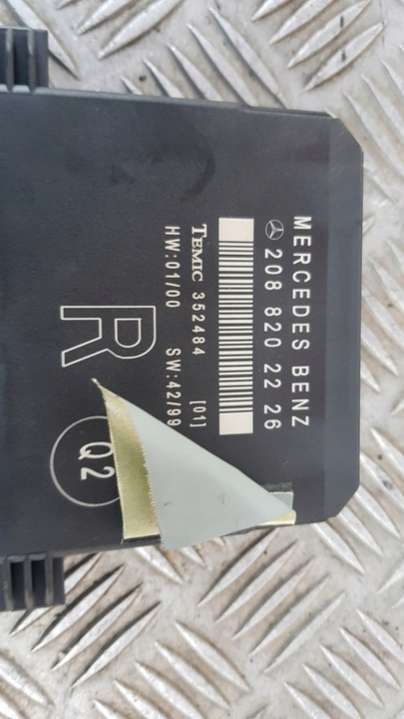 MERCEDES BENZ
208 820 22 26
TEMIC 352484 [01]
HW:01/00 SW:42/99
R
Q2